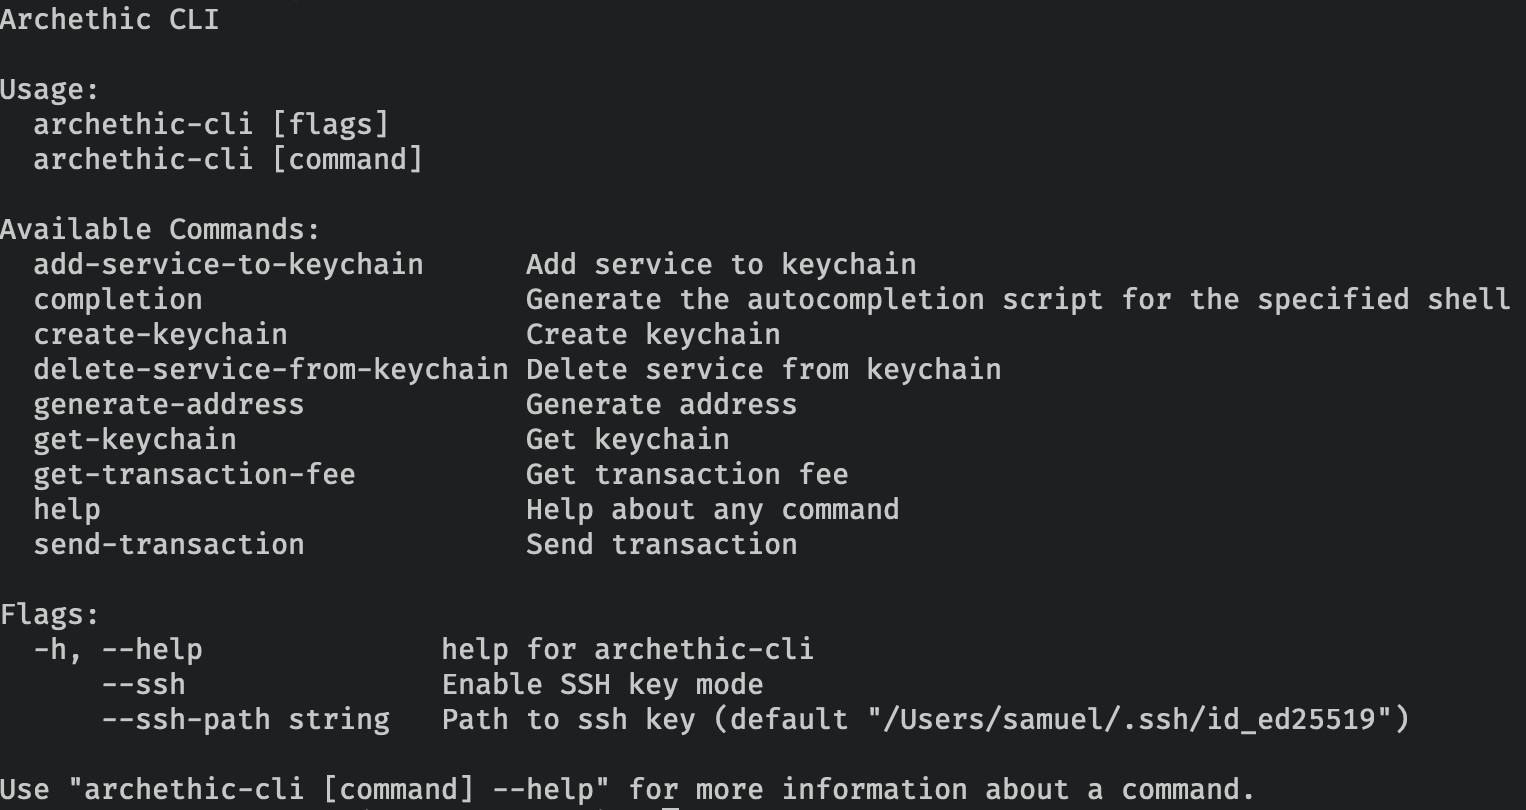 Archethic CLI

Usage:
  archethic-cli [flags]
  archethic-cli [command]

Available Commands:
  add-service-to-keychain      Add service to keychain
  completion                   Generate the autocompletion script for the specified shell
  create-keychain              Create keychain
  delete-service-from-keychain Delete service from keychain
  generate-address             Generate address
  get-keychain                 Get keychain
  get-transaction-fee          Get transaction fee
  help                         Help about any command
  send-transaction             Send transaction

Flags:
  -h, --help              help for archethic-cli
      --ssh               Enable SSH key mode
      --ssh-path string   Path to ssh key (default "/Users/samuel/.ssh/id_ed25519")

Use "archethic-cli [command] --help" for more information about a command.